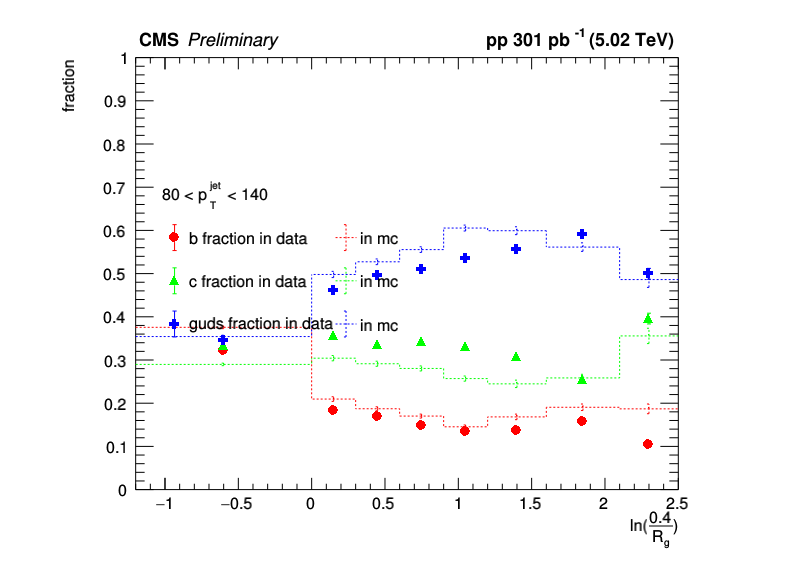 CMS Preliminary pp 301 pb -1 (5.02 TeV)
fraction
1
0.9
0.8
0.7
0.6
0.5
0.4
0.3
0.2
0.1
0
80 < p T jet < 140
b fraction in data in mc
c fraction in data in mc
guds fraction in data in mc
−1 −0.5 0 0.5 1 1.5 2 2.5
ln(0.4/Rg)